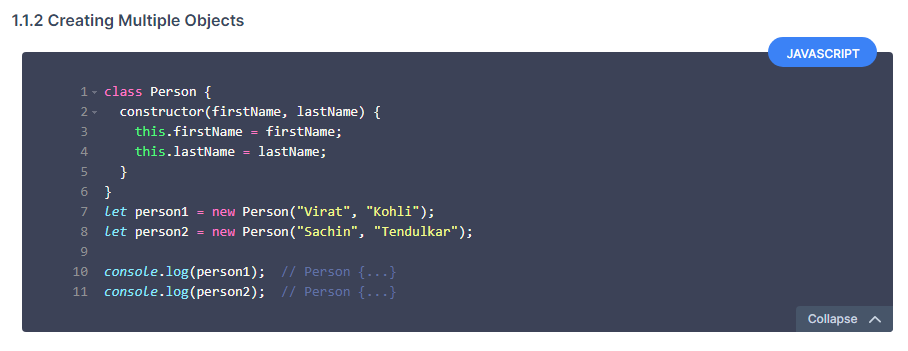 1.1.2 Creating Multiple Objects
JAVASCRIPT
1 class Person {
2   constructor(firstName, lastName) {
3     this.firstName = firstName;
4     this.lastName = lastName;
5   }
6 }
7 let person1 = new Person("Virat", "Kohli");
8 let person2 = new Person("Sachin", "Tendulkar");
9
10 console.log(person1);  // Person {...}
11 console.log(person2);  // Person {...}
Collapse